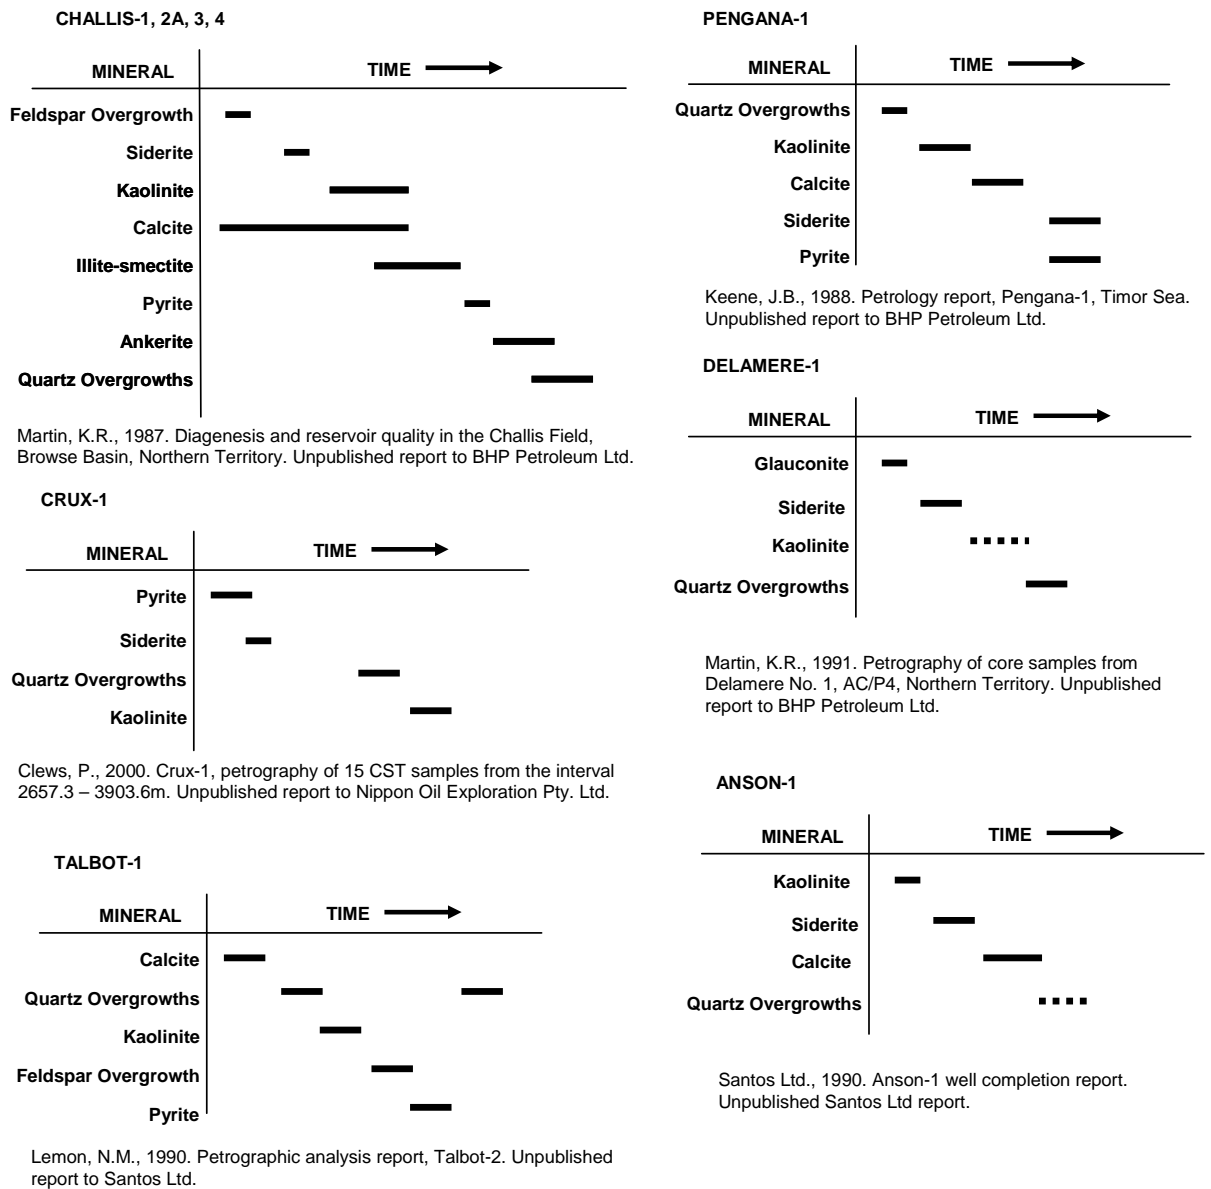 CHALLIS-1, 2A, 3, 4
MINERAL TIME
Feldspar Overgrowth
Siderite
Kaolinite
Calcite
Illite-smectite
Pyrite
Ankerite
Quartz Overgrowths
Martin, K.R., 1987. Diagenesis and reservoir quality in the Challis Field,
Browse Basin, Northern Territory. Unpublished report to BHP Petroleum Ltd.
CRUX-1
MINERAL TIME
Pyrite
Siderite
Quartz Overgrowths
Kaolinite
Clews, P., 2000. Crux-1, petrography of 15 CST samples from the interval
2657.3 – 3903.6m. Unpublished report to Nippon Oil Exploration Pty. Ltd.
TALBOT-1
MINERAL TIME
Calcite
Quartz Overgrowths
Kaolinite
Feldspar Overgrowth
Pyrite
Lemon, N.M., 1990. Petrographic analysis report, Talbot-2. Unpublished
report to Santos Ltd.
PENGANA-1
MINERAL TIME
Quartz Overgrowths
Kaolinite
Calcite
Siderite
Pyrite
Keene, J.B., 1988. Petrology report, Pengana-1, Timor Sea.
Unpublished report to BHP Petroleum Ltd.
DELAMERE-1
MINERAL TIME
Glauconite
Siderite
Kaolinite
Quartz Overgrowths
Martin, K.R., 1991. Petrography of core samples from
Delamere No. 1, AC/P4, Northern Territory. Unpublished
report to BHP Petroleum Ltd.
ANSON-1
MINERAL TIME
Kaolinite
Siderite
Calcite
Quartz Overgrowths
Santos Ltd., 1990. Anson-1 well completion report.
Unpublished Santos Ltd report.